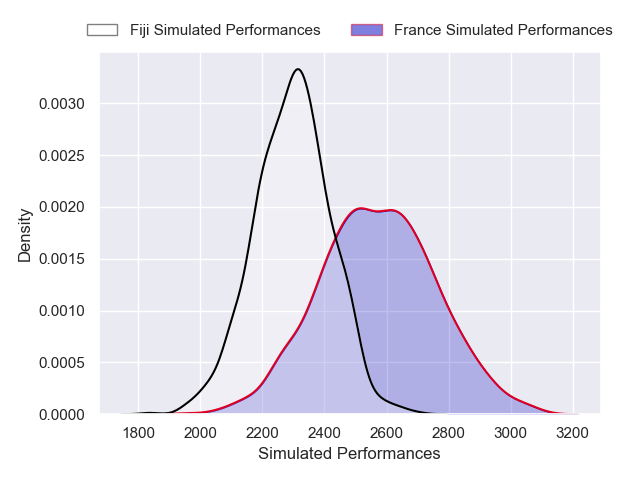 Fiji Simulated Performances France Simulated Performances
0.0030
0.0025
0.0020
0.0015
0.0010
0.0005
0.0000
Density
1800 2000 2200 2400 2600 2800 3000 3200
Simulated Performances